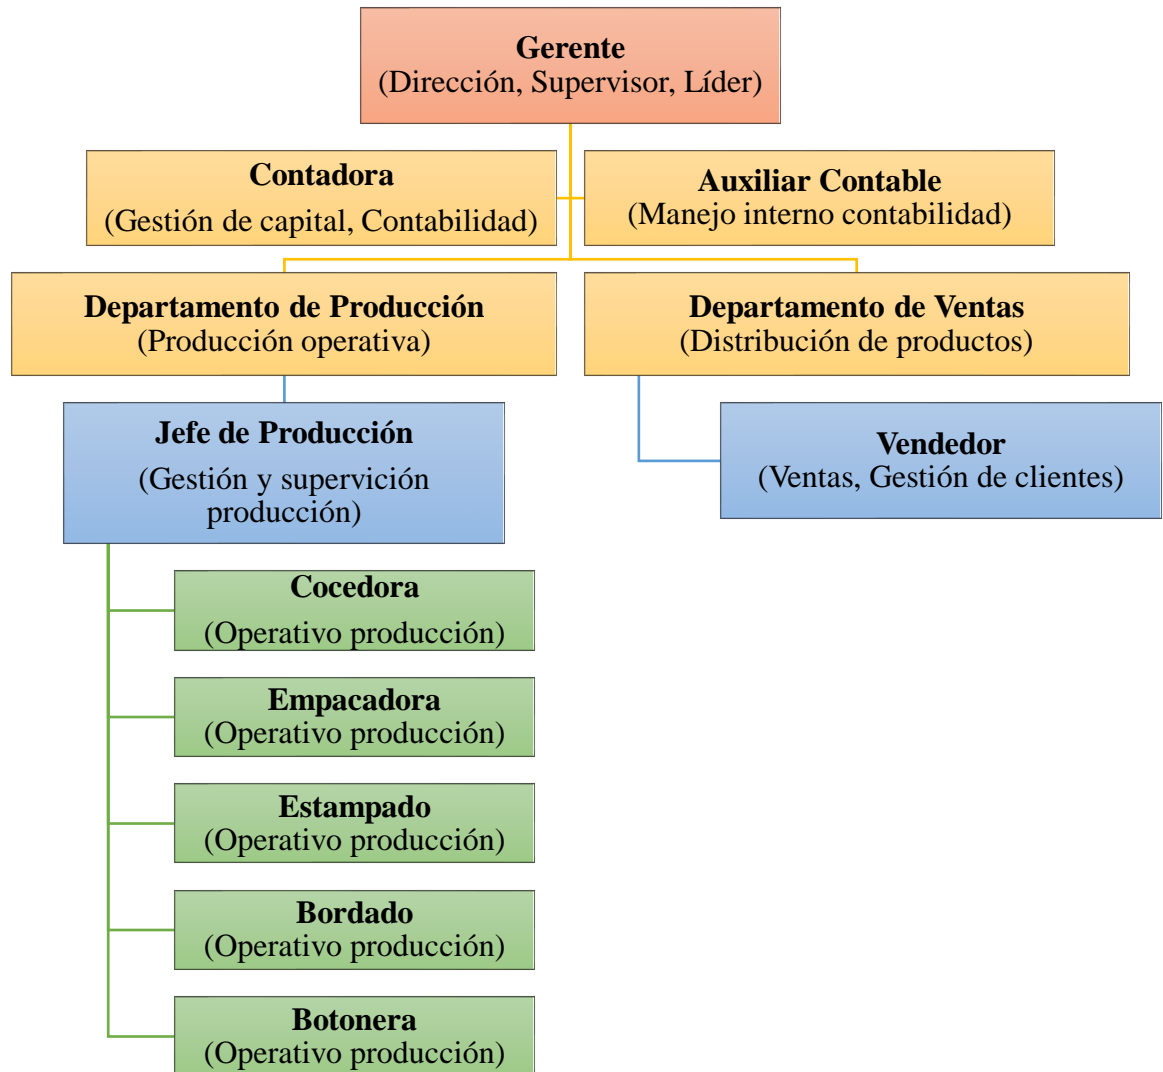 Gerente
(Dirección, Supervisor, Líder)
Contadora
(Gestión de capital, Contabilidad)
Auxiliar Contable
(Manejo interno contabilidad)
Departamento de Producción
(Producción operativa)
Departamento de Ventas
(Distribución de productos)
Jefe de Producción
(Gestión y supervición
producción)
Vendedor
(Ventas, Gestión de clientes)
Cocedora
(Operativo producción)
Empacadora
(Operativo producción)
Estampado
(Operativo producción)
Bordado
(Operativo producción)
Botonera
(Operativo producción)